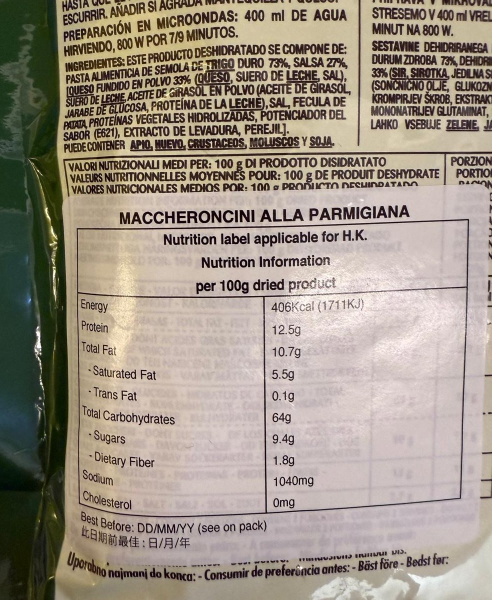 HASTA QUE
ESCURRIR. AÑADIR SI AGRADA
PREPARACIÓN EN MICROONDAS: 400 ml DE AGUA
HIRVIENDO, 800 W POR 7/9 MINUTOS.
INGREDIENTES: ESTE PRODUCTO DESHIDRATADO SE COMPONE DE:
PASTA ALIMENTICIA DE SEMOLA DE TRIGO DURO 73%, SALSA 27%,
[QUESO FUNDIDO EN POLVO 33% (QUESO, SUERO DE LECHE, SAL),
SUERO DE LECHE, ACEITE DE GIRASOL EN POLVO (ACEITE DE GIRASOL,
JARABE DE GLUCOSA, PROTEÍNA DE LA LECHE), SAL, FECULA DE
PATATA, PROTEÍNAS VEGETALES HIDROLIZADAS, POTENCIADOR DEL
SABOR (E621), EXTRACTO DE LEVADURA, PEREJIL].
PUEDE CONTENER APIO, HUEVO, CRUSTACEOS, MOLUSCOS Y SOJA.
STRESEMO V 400 ml VREL
MINUT NA 800 W.
SESTAVINE DEHIDRIRANEGA
DURUM ZDROBA 73%, DEHIDRI
33% (SIR, SIROTKA, JEDILNA S
(SONČNIČNO OLJE, GLUKOZN
KROMPIRJEV ŠKROB, EKSTRAK
MONONATRIJEV GLUTAMINAT,
LAHKO VSEBUJE ZELENE, JA
VALORI NUTRIZIONALI MEDI PER: 100 g DI PRODOTTO DISIDRATATO
VALEURS NUTRITIONNELLES MOYENNES POUR: 100 g DE PRODUIT DESHYDRATE
VALORES NUTRICIONALES MEDIOS POR: 100 g PRODUCTO DESHIDRATADO
PORZION
PORTIO
MACCHERONCINI ALLA PARMIGIANA
Nutrition label applicable for H.K.
Nutrition Information
per 100g dried product
Energy 406Kcal (1711KJ)
Protein 12.5g
Total Fat 10.7g
- Saturated Fat 5.5g
- Trans Fat 0.1g
Total Carbohydrates 64g
- Sugars 9.4g
- Dietary Fiber 1.8g
Sodium 1040mg
Cholesterol 0mg
Best Before: DD/MM/YY (see on pack)
此日期前最佳 : 日/月/年
Uporabno najmanj do konca: - Consumir de preferencia antes: - Bäst före - Bedst før: